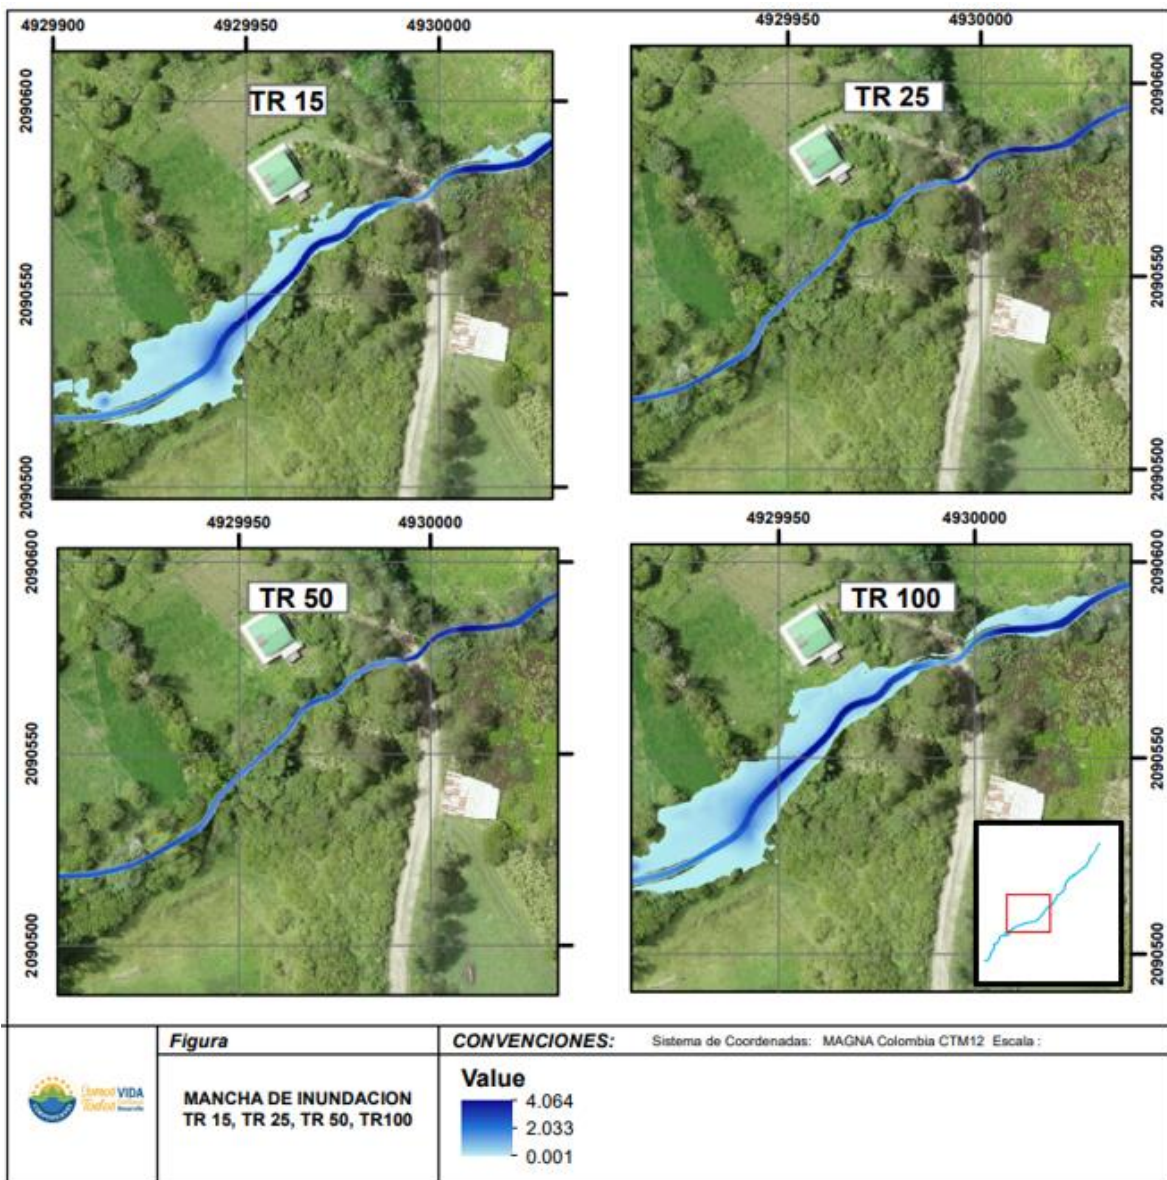 4929900 4929950 4930000
4929950 4930000
2090600
2090550
2090500
TR 15
2090600
2090550
2090500
TR 25
4929950 4930000
4929950 4930000
2090600
2090550
2090500
TR 50
2090600
2090550
2090500
TR 100
Figura
MANCHA DE INUNDACION
TR 15, TR 25, TR 50, TR100
CONVENCIONES: Sistema de Coordenadas: MAGNA Colombia CTM12 Escala :
Value
4.064
2.033
0.001
VIDA